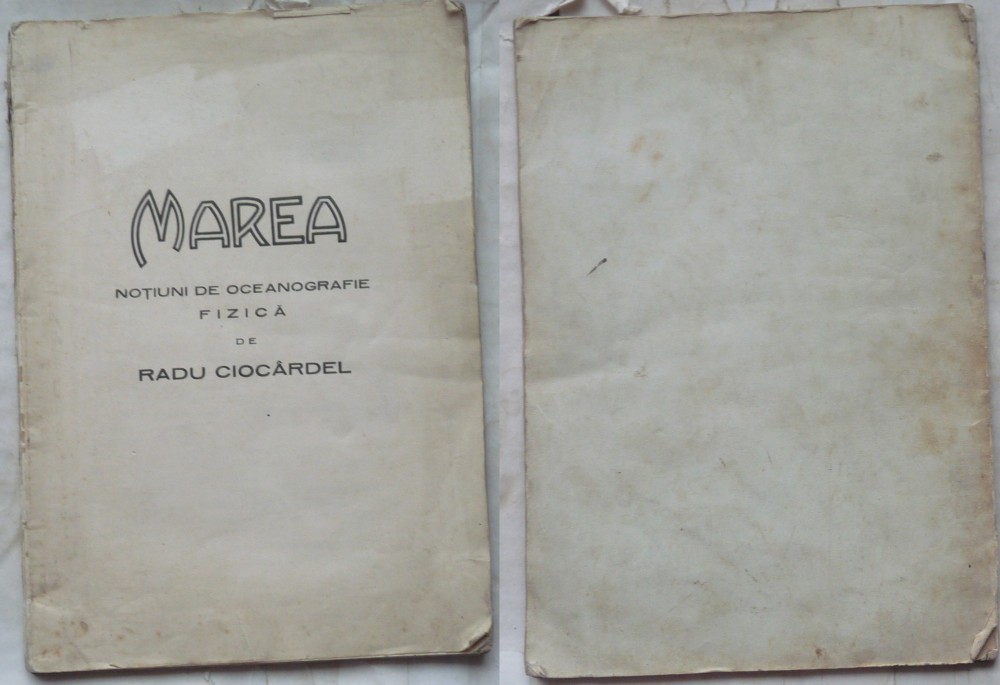 MAREA
NOȚIUNI DE OCEANOGRAFIE
FIZICĂ
DE
RADU CIOCÂRDEL